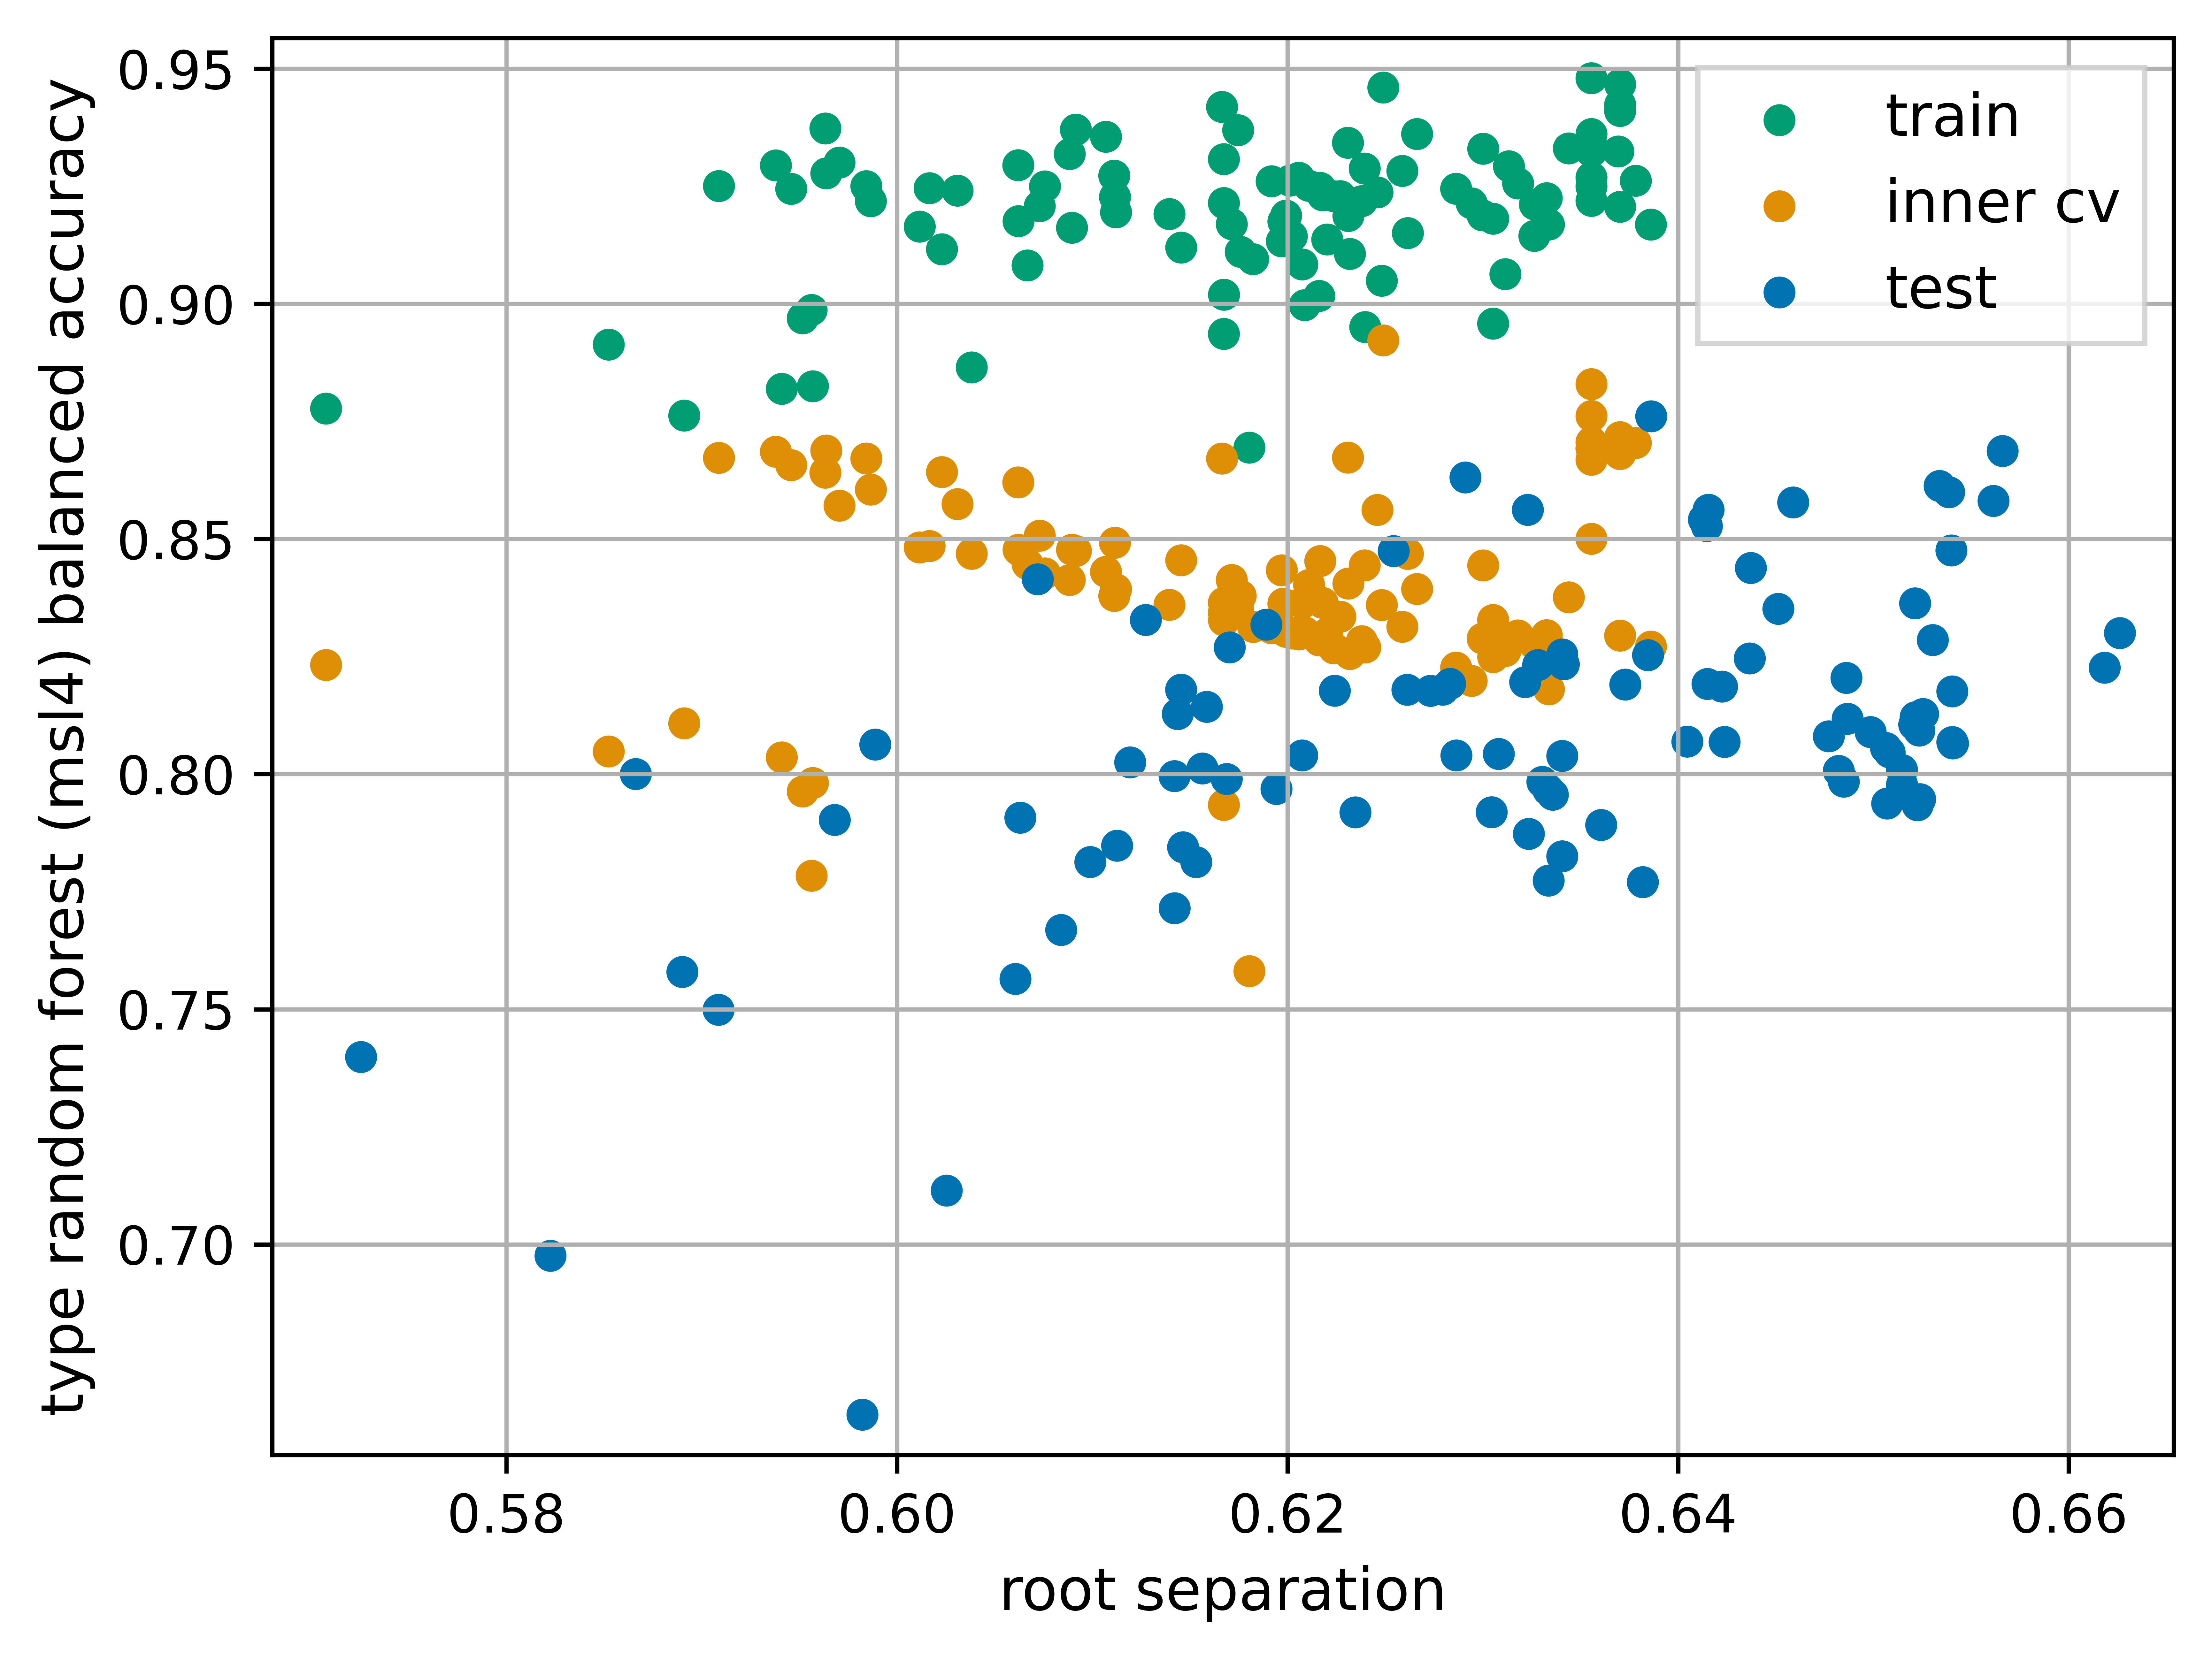 type random forest (msl4) balanced accuracy
0.95
0.90
0.85
0.80
0.75
0.70
train
inner cv
test
0.58 0.60 0.62 0.64 0.66
root separation